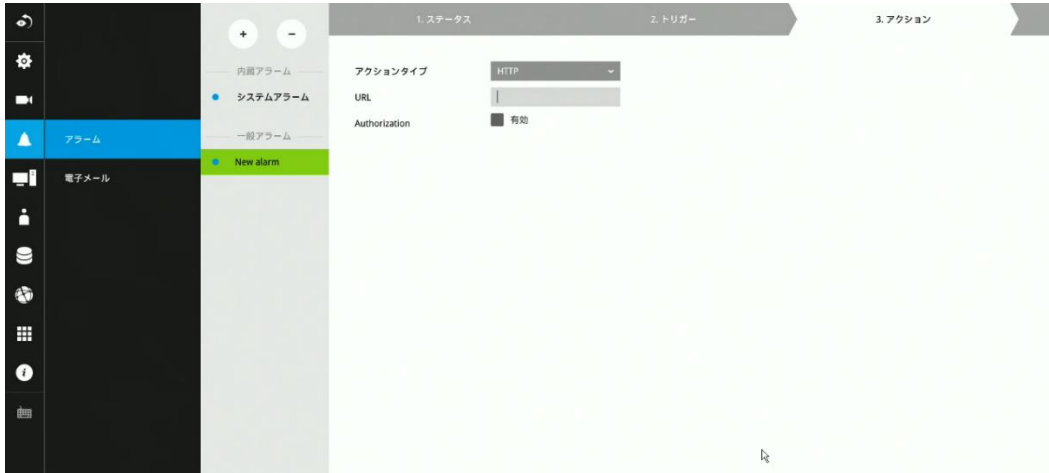 1. ステータス
2. トリガー
3. アクション
+
−
内蔵アラーム
システムアラーム
一般アラーム
New alarm
アラーム
電子メール
アクションタイプ
HTTP
URL
Authorization
有効